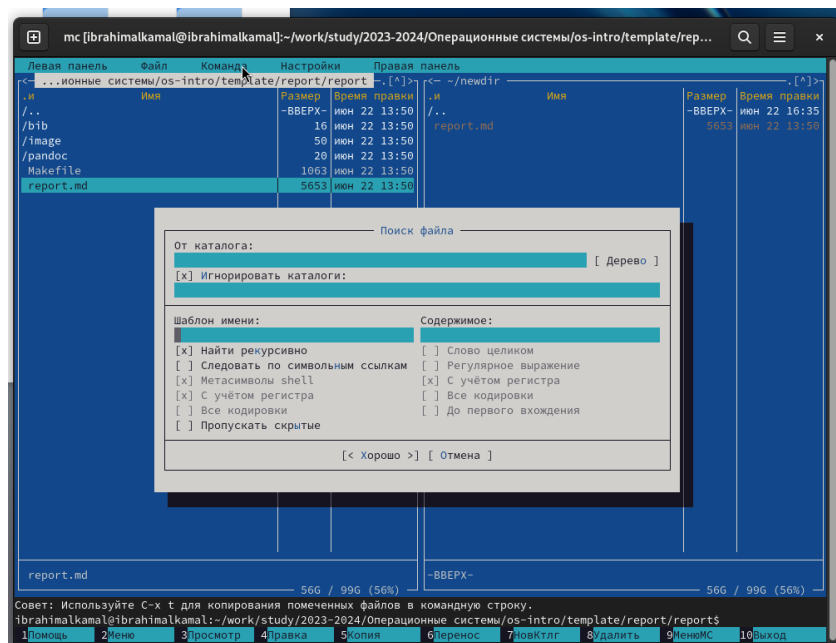 mc [ibrahimalkamal@ibrahimalkamal]:~/work/study/2023-2024/Операционные системы/os-intro/template/rep...
Левая панель Файл Команда Настройки Правая панель
<— ...ионные системы/os-intro/template/report/report —.[^]>
.и Имя Размер Время правки
/.. -ВВЕРХ- июн 22 13:50
/bib 16 июн 22 13:50
/image 50 июн 22 13:50
/pandoc 20 июн 22 13:50
Makefile 1063 июн 22 13:50
report.md 5653 июн 22 13:50
<— ~/newdir —.[^]>
.и Имя Размер Время правки
/.. -ВВЕРХ- июн 22 16:35
report.md 5653 июн 22 13:50
Поиск файла
От каталога:
[ Дерево ]
[x] Игнорировать каталоги:
Шаблон имени:
[x] Найти рекурсивно
[ ] Следовать по символьным ссылкам
[x] Метасимволы shell
[x] С учётом регистра
[ ] Все кодировки
[ ] Пропускать скрытые
Содержимое:
[ ] Слово целиком
[ ] Регулярное выражение
[x] С учётом регистра
[ ] Все кодировки
[ ] До первого вхождения
[< Хорошо >] [ Отмена ]
report.md
56G / 99G (56%)
-ВВЕРХ-
56G / 99G (56%)
Совет: Используйте C-x t для копирования помеченных файлов в командную строку.
ibrahimalkamal@ibrahimalkamal:~/work/study/2023-2024/Операционные системы/os-intro/template/report/report$
1Помощь 2Меню 3Просмотр 4Правка 5Копия 6Перенос 7НовКтлг 8Удалить 9МенюMC 10Выход